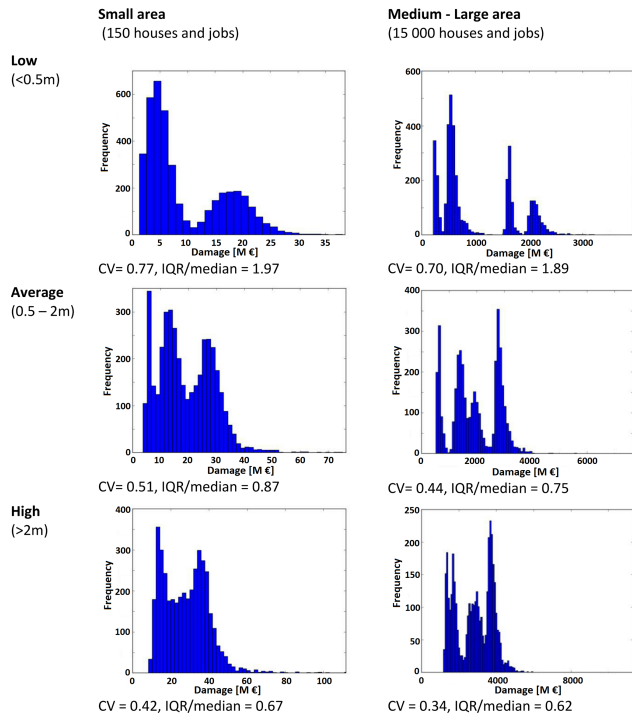 Small area
(150 houses and jobs)
Medium - Large area
(15 000 houses and jobs)
Low
(<0.5m)
Frequency
600
400
200
0
0 5 10 15 20 25 30 35
Damage [M €]
CV= 0.77, IQR/median = 1.97
Frequency
600
400
200
0
0 1000 2000 3000
Damage [M €]
CV= 0.70, IQR/median = 1.89
Average
(0.5 – 2m)
Frequency
300
200
100
0
0 10 20 30 40 50 60 70
Damage [M €]
CV= 0.51, IQR/median = 0.87
Frequency
400
300
200
100
0
0 2000 4000 6000
Damage [M €]
CV= 0.44, IQR/median = 0.75
High
(>2m)
Frequency
400
300
200
100
0
0 20 40 60 80 100
Damage [M €]
CV = 0.42, IQR/median = 0.67
Frequency
250
200
150
100
50
0
0 4000 8000
Damage [M €]
CV = 0.34, IQR/median = 0.62